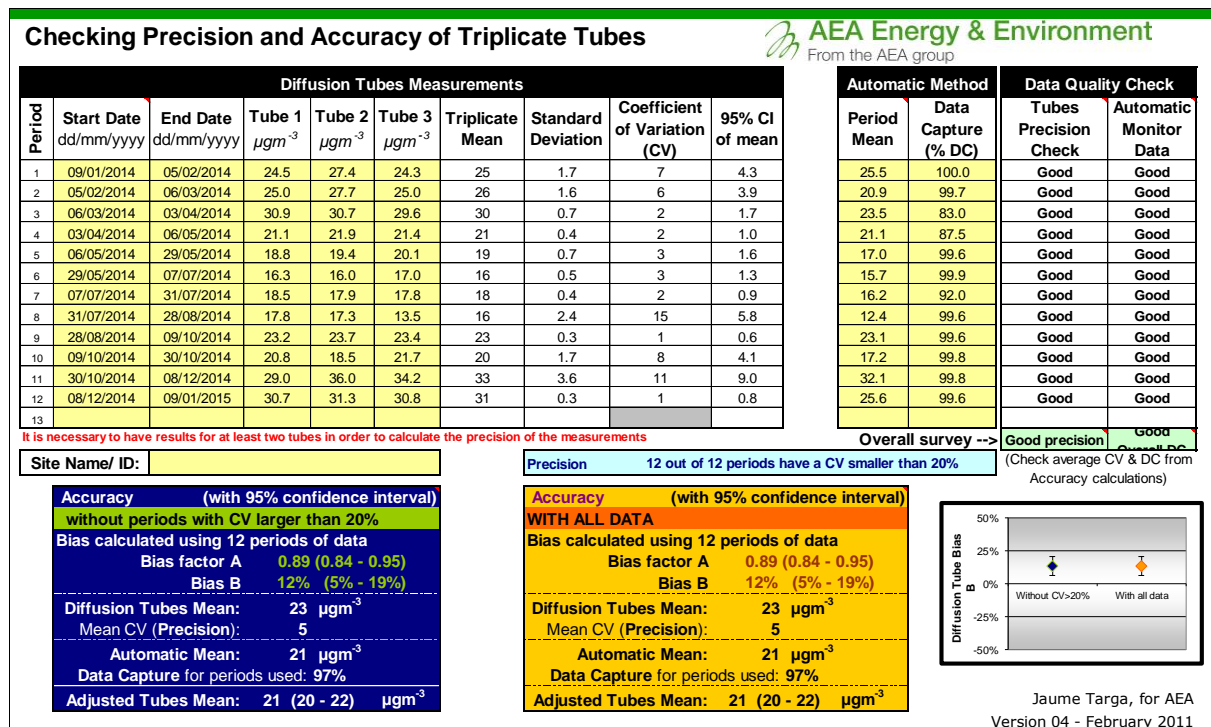 Checking Precision and Accuracy of Triplicate Tubes
AEA Energy & Environment
From the AEA group
Diffusion Tubes Measurements
Automatic Method
Data Quality Check
Period
Start Date dd/mm/yyyy
End Date dd/mm/yyyy
Tube 1 µgm-3
Tube 2 µgm-3
Tube 3 µgm-3
Triplicate Mean
Standard Deviation
Coefficient of Variation (CV)
95% CI of mean
Period Mean
Data Capture (% DC)
Tubes Precision Check
Automatic Monitor Data
1 09/01/2014 05/02/2014 24.5 27.4 24.3 25 1.7 7 4.3 25.5 100.0 Good Good
2 05/02/2014 06/03/2014 25.0 27.7 25.0 26 1.6 6 3.9 20.9 99.7 Good Good
3 06/03/2014 03/04/2014 30.9 30.7 29.6 30 0.7 2 1.7 23.5 83.0 Good Good
4 03/04/2014 06/05/2014 21.1 21.9 21.4 21 0.4 2 1.0 21.1 87.5 Good Good
5 06/05/2014 29/05/2014 18.8 19.4 20.1 19 0.7 3 1.6 17.0 99.6 Good Good
6 29/05/2014 07/07/2014 16.3 16.0 17.0 16 0.5 3 1.3 15.7 99.9 Good Good
7 07/07/2014 31/07/2014 18.5 17.9 17.8 18 0.4 2 0.9 16.2 92.0 Good Good
8 31/07/2014 28/08/2014 17.8 17.3 13.5 16 2.4 15 5.8 12.4 99.6 Good Good
9 28/08/2014 09/10/2014 23.2 23.7 23.4 23 0.3 1 0.6 23.1 99.6 Good Good
10 09/10/2014 30/10/2014 20.8 18.5 21.7 20 1.7 8 4.1 17.2 99.8 Good Good
11 30/10/2014 08/12/2014 29.0 36.0 34.2 33 3.6 11 9.0 32.1 99.8 Good Good
12 08/12/2014 09/01/2015 30.7 31.3 30.8 31 0.3 1 0.8 25.6 99.6 Good Good
13
It is necessary to have results for at least two tubes in order to calculate the precision of the measurements
Overall survey --> Good precision Good
Site Name/ ID:
Precision 12 out of 12 periods have a CV smaller than 20%
(Check average CV & DC from
Accuracy calculations)
Accuracy (with 95% confidence interval)
without periods with CV larger than 20%
Bias calculated using 12 periods of data
Bias factor A 0.89 (0.84 - 0.95)
Bias B 12% (5% - 19%)
Diffusion Tubes Mean: 23 µgm-3
Mean CV (Precision): 5
Automatic Mean: 21 µgm-3
Data Capture for periods used: 97%
Adjusted Tubes Mean: 21 (20 - 22) µgm-3
Accuracy (with 95% confidence interval)
WITH ALL DATA
Bias calculated using 12 periods of data
Bias factor A 0.89 (0.84 - 0.95)
Bias B 12% (5% - 19%)
Diffusion Tubes Mean: 23 µgm-3
Mean CV (Precision): 5
Automatic Mean: 21 µgm-3
Data Capture for periods used: 97%
Adjusted Tubes Mean: 21 (20 - 22) µgm-3
Diffusion Tube Bias B
50%
25%
0%
-25%
-50%
Without CV>20%
With all data
Jaume Targa, for AEA
Version 04 - February 2011